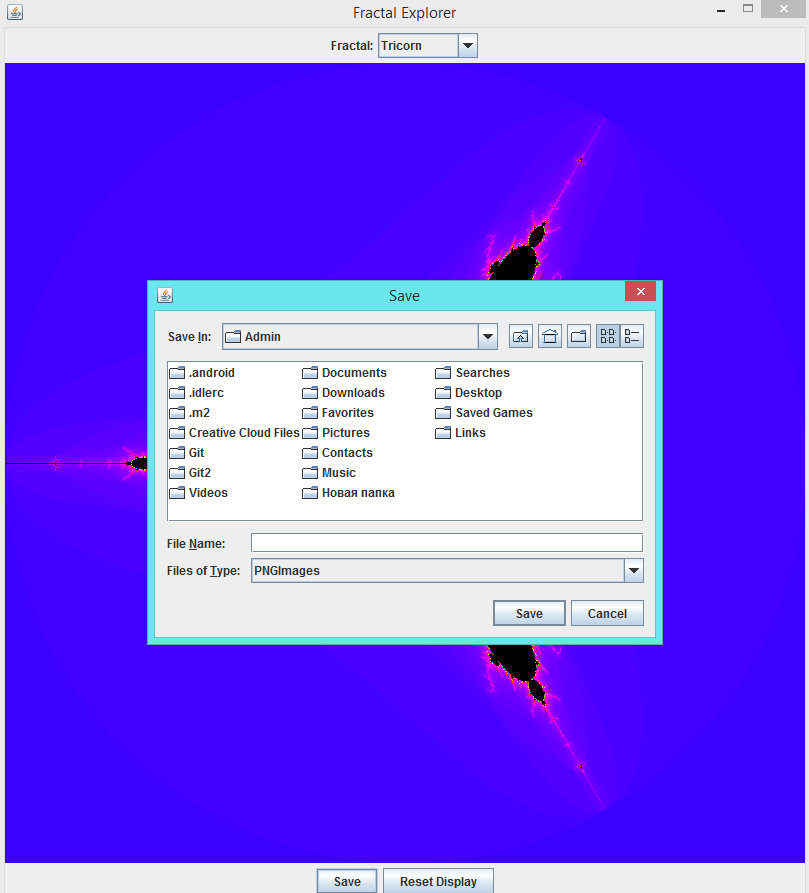 Fractal Explorer
Fractal: Tricorn
Save
Save In: Admin
.android Documents Searches
.idlerc Downloads Desktop
.m2 Favorites Saved Games
Creative Cloud Files Pictures Links
Git Contacts
Git2 Music
Videos Новая папка
File Name:
Files of Type: PNGImages
Save Cancel
Save Reset Display